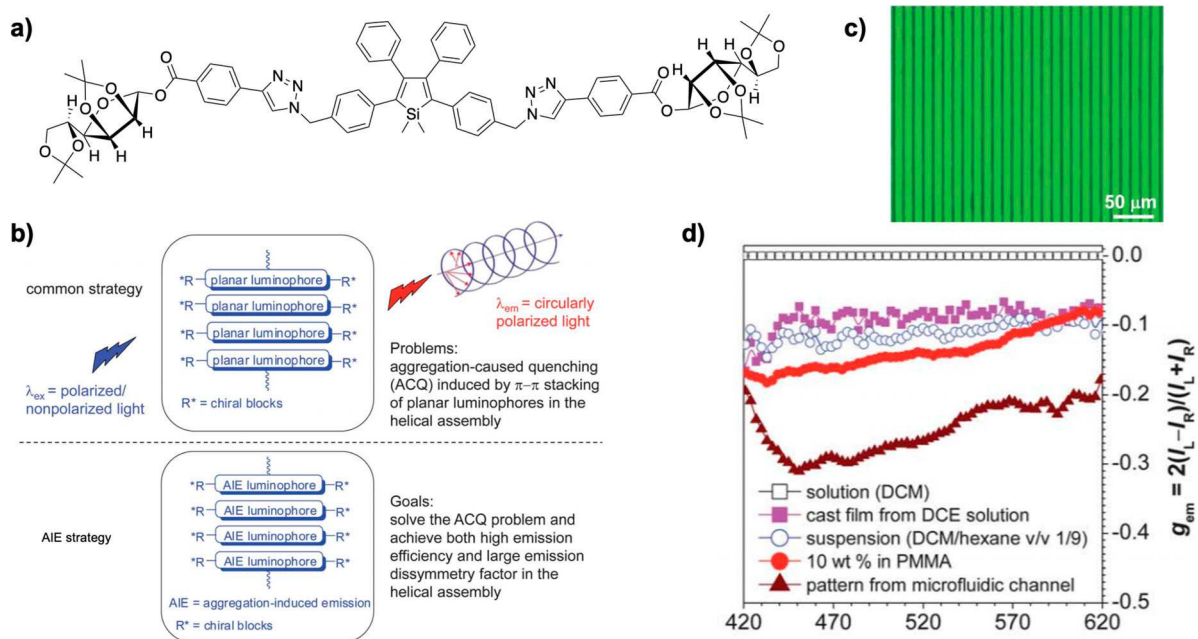 a)
O
O
O
O
O
O
O
H
H
H
N
N
N
Si
N
N
N
O
O
O
O
O
O
O
H
H
H
c)
50 μm
b)
common strategy
λex = polarized/
nonpolarized light
*R planar luminophore R*
*R planar luminophore R*
*R planar luminophore R*
*R planar luminophore R*
R* = chiral blocks
λem = circularly
polarized light
Problems:
aggregation-caused quenching
(ACQ) induced by π–π stacking
of planar luminophores in the
helical assembly
AIE strategy
*R AIE luminophore R*
*R AIE luminophore R*
*R AIE luminophore R*
*R AIE luminophore R*
AIE = aggregation-induced emission
R* = chiral blocks
Goals:
solve the ACQ problem and
achieve both high emission
efficiency and large emission
dissymmetry factor in the
helical assembly
d)
0.0
-0.1
-0.2
-0.3
-0.4
-0.5
gem = 2(IL–IR)/(IL+IR)
solution (DCM)
cast film from DCE solution
suspension (DCM/hexane v/v 1/9)
10 wt % in PMMA
pattern from microfluidic channel
420 470 520 570 620